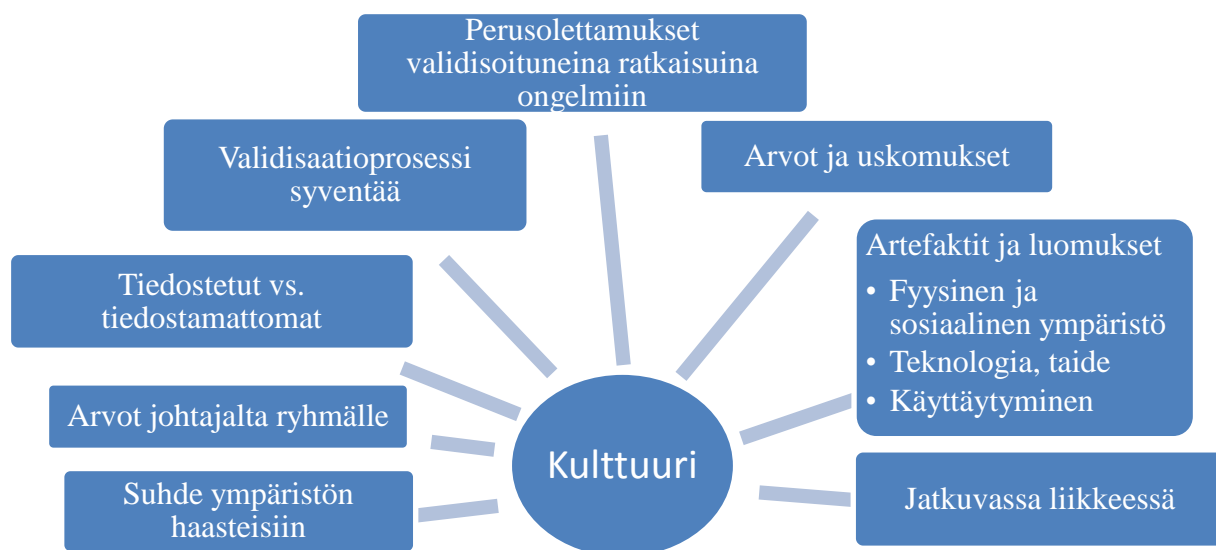 Perusolettamukset
validisoituneina ratkaisuina
ongelmiin
Validisaatioprosessi
syventää
Arvot ja uskomukset
Artefaktit ja luomukset
• Fyysinen ja
sosiaalinen ympäristö
• Teknologia, taide
• Käyttäytyminen
Tiedostetut vs.
tiedostamattomat
Arvot johtajalta ryhmälle
Kulttuuri
Suhde ympäristön
haasteisiin
Jatkuvassa liikkeessä